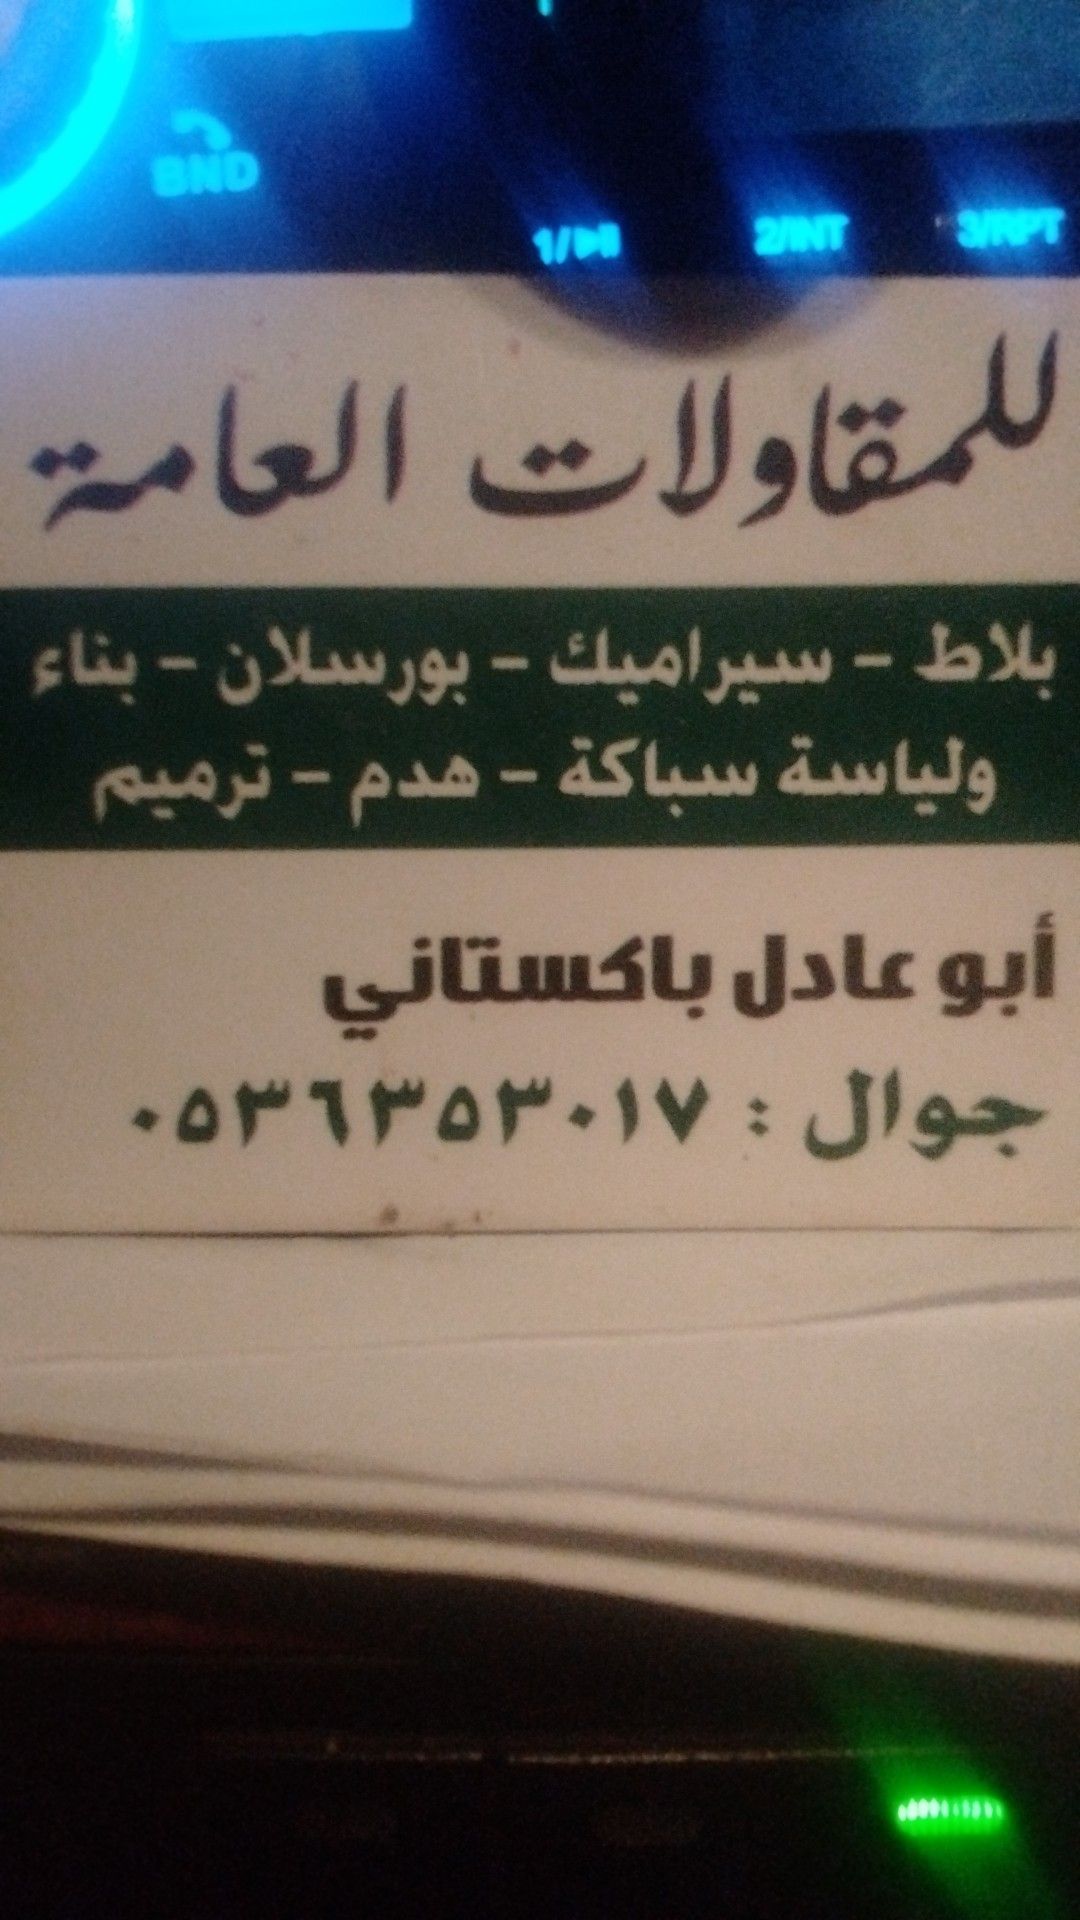 BND
1/⏯ 2/INT 3/RPT
للمقاولات العامة
بلاط - سيراميك - بورسلان - بناء
ولياسة سباكة - هدم - ترميم
أبو عادل باكستاني
جوال : ٠٥٣٦٣٥٣٠١٧